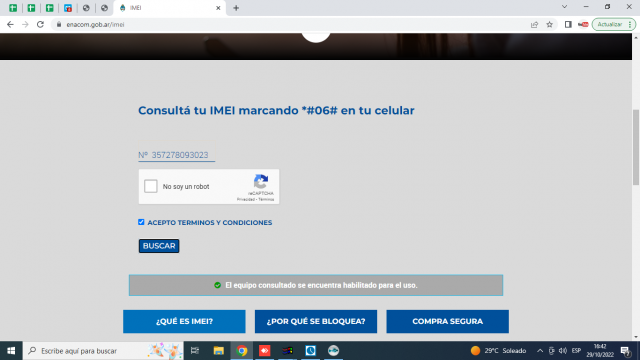 IMEI
enacom.gob.ar/imei
Actualizar
Consultá tu IMEI marcando *#06# en tu celular
Nº 357278093023
No soy un robot
reCAPTCHA
Privacidad - Términos
ACEPTO TERMINOS Y CONDICIONES
BUSCAR
El equipo consultado se encuentra habilitado para el uso.
¿QUÉ ES IMEI?
¿POR QUÉ SE BLOQUEA?
COMPRA SEGURA
Escribe aquí para buscar
29°C Soleado
ESP
16:42
29/10/2022